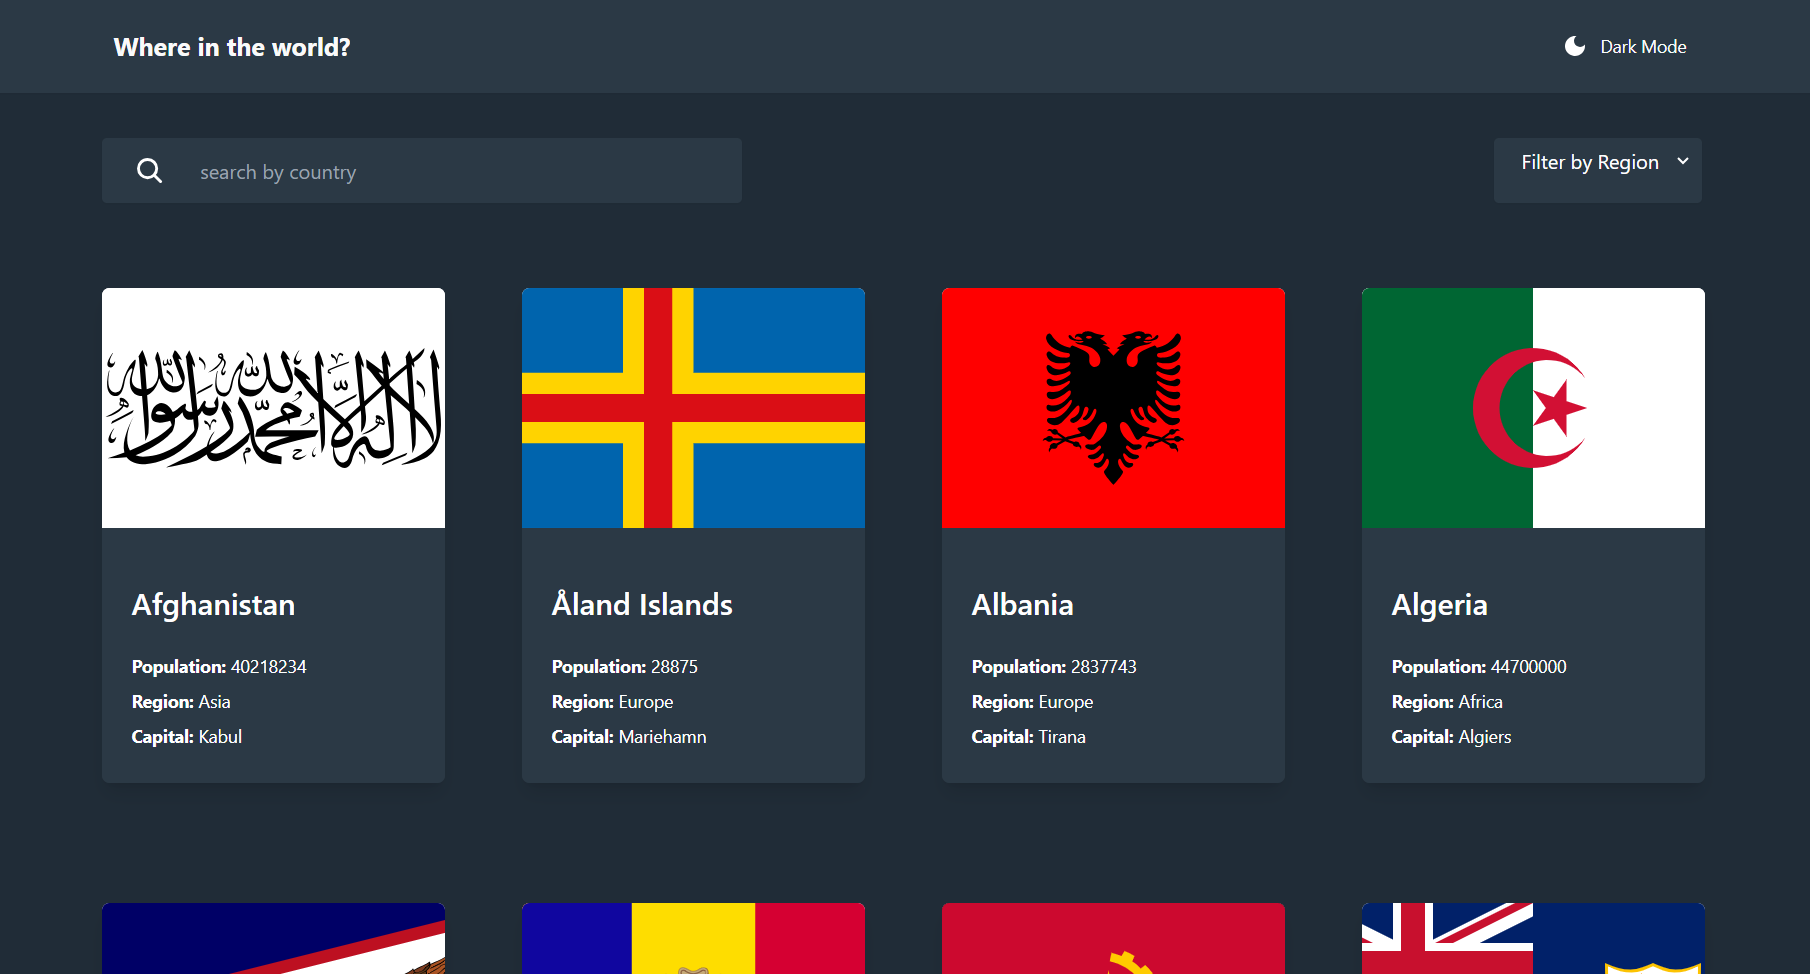 Where in the world?
Dark Mode
search by country
Filter by Region
لا اله الا الله محمد رسول الله
Afghanistan
Population: 40218234
Region: Asia
Capital: Kabul
Åland Islands
Population: 28875
Region: Europe
Capital: Mariehamn
Albania
Population: 2837743
Region: Europe
Capital: Tirana
Algeria
Population: 44700000
Region: Africa
Capital: Algiers